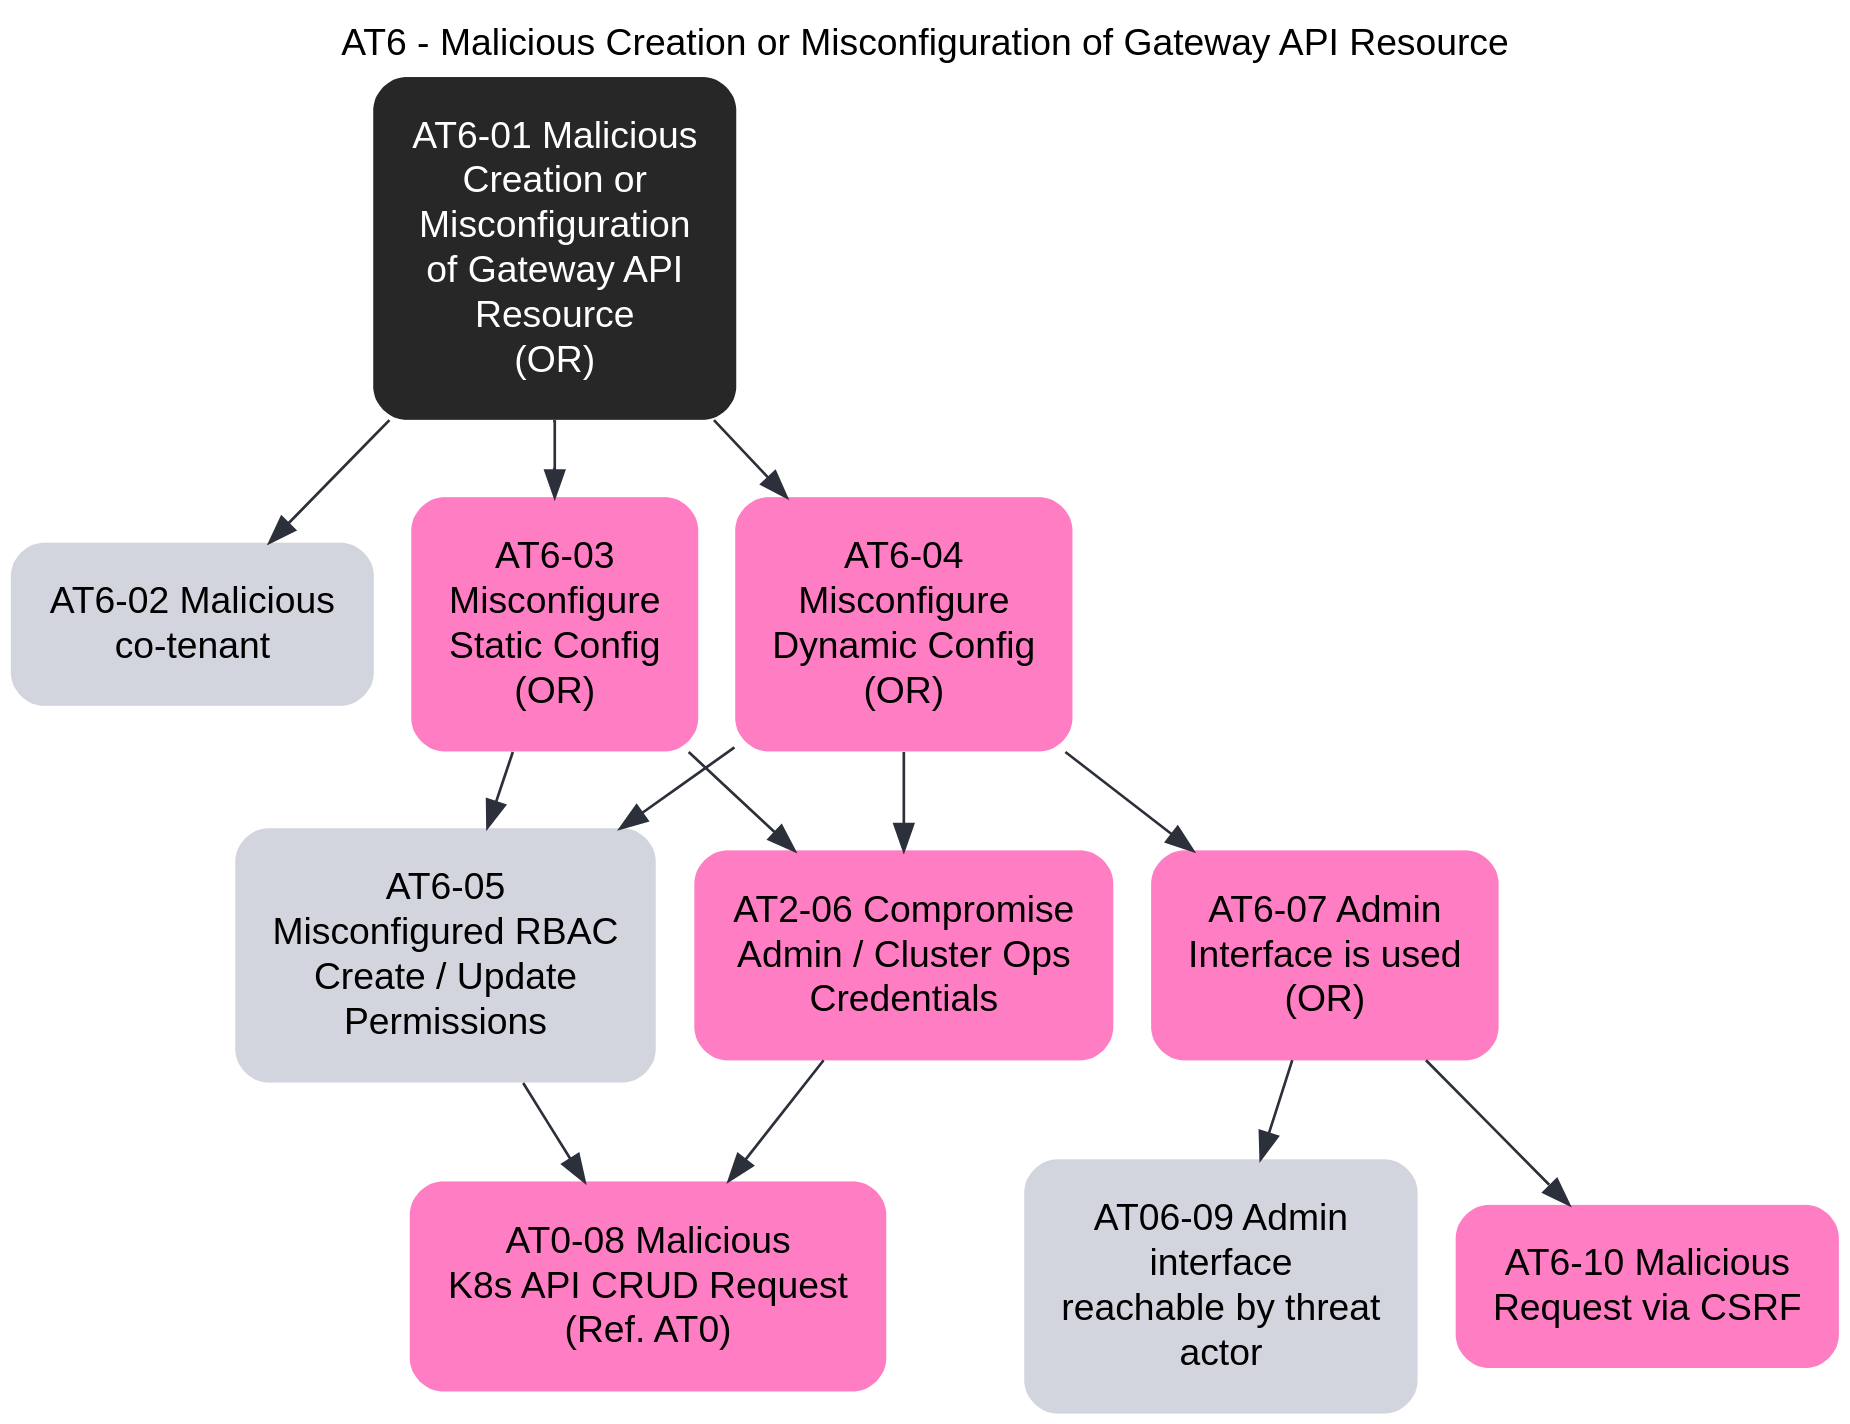 AT6 - Malicious Creation or Misconfiguration of Gateway API Resource
AT6-01 Malicious
Creation or
Misconfiguration
of Gateway API
Resource
(OR)
AT6-02 Malicious
co-tenant
AT6-03
Misconfigure
Static Config
(OR)
AT6-04
Misconfigure
Dynamic Config
(OR)
AT6-05
Misconfigured RBAC
Create / Update
Permissions
AT2-06 Compromise
Admin / Cluster Ops
Credentials
AT6-07 Admin
Interface is used
(OR)
AT0-08 Malicious
K8s API CRUD Request
(Ref. AT0)
AT06-09 Admin
interface
reachable by threat
actor
AT6-10 Malicious
Request via CSRF